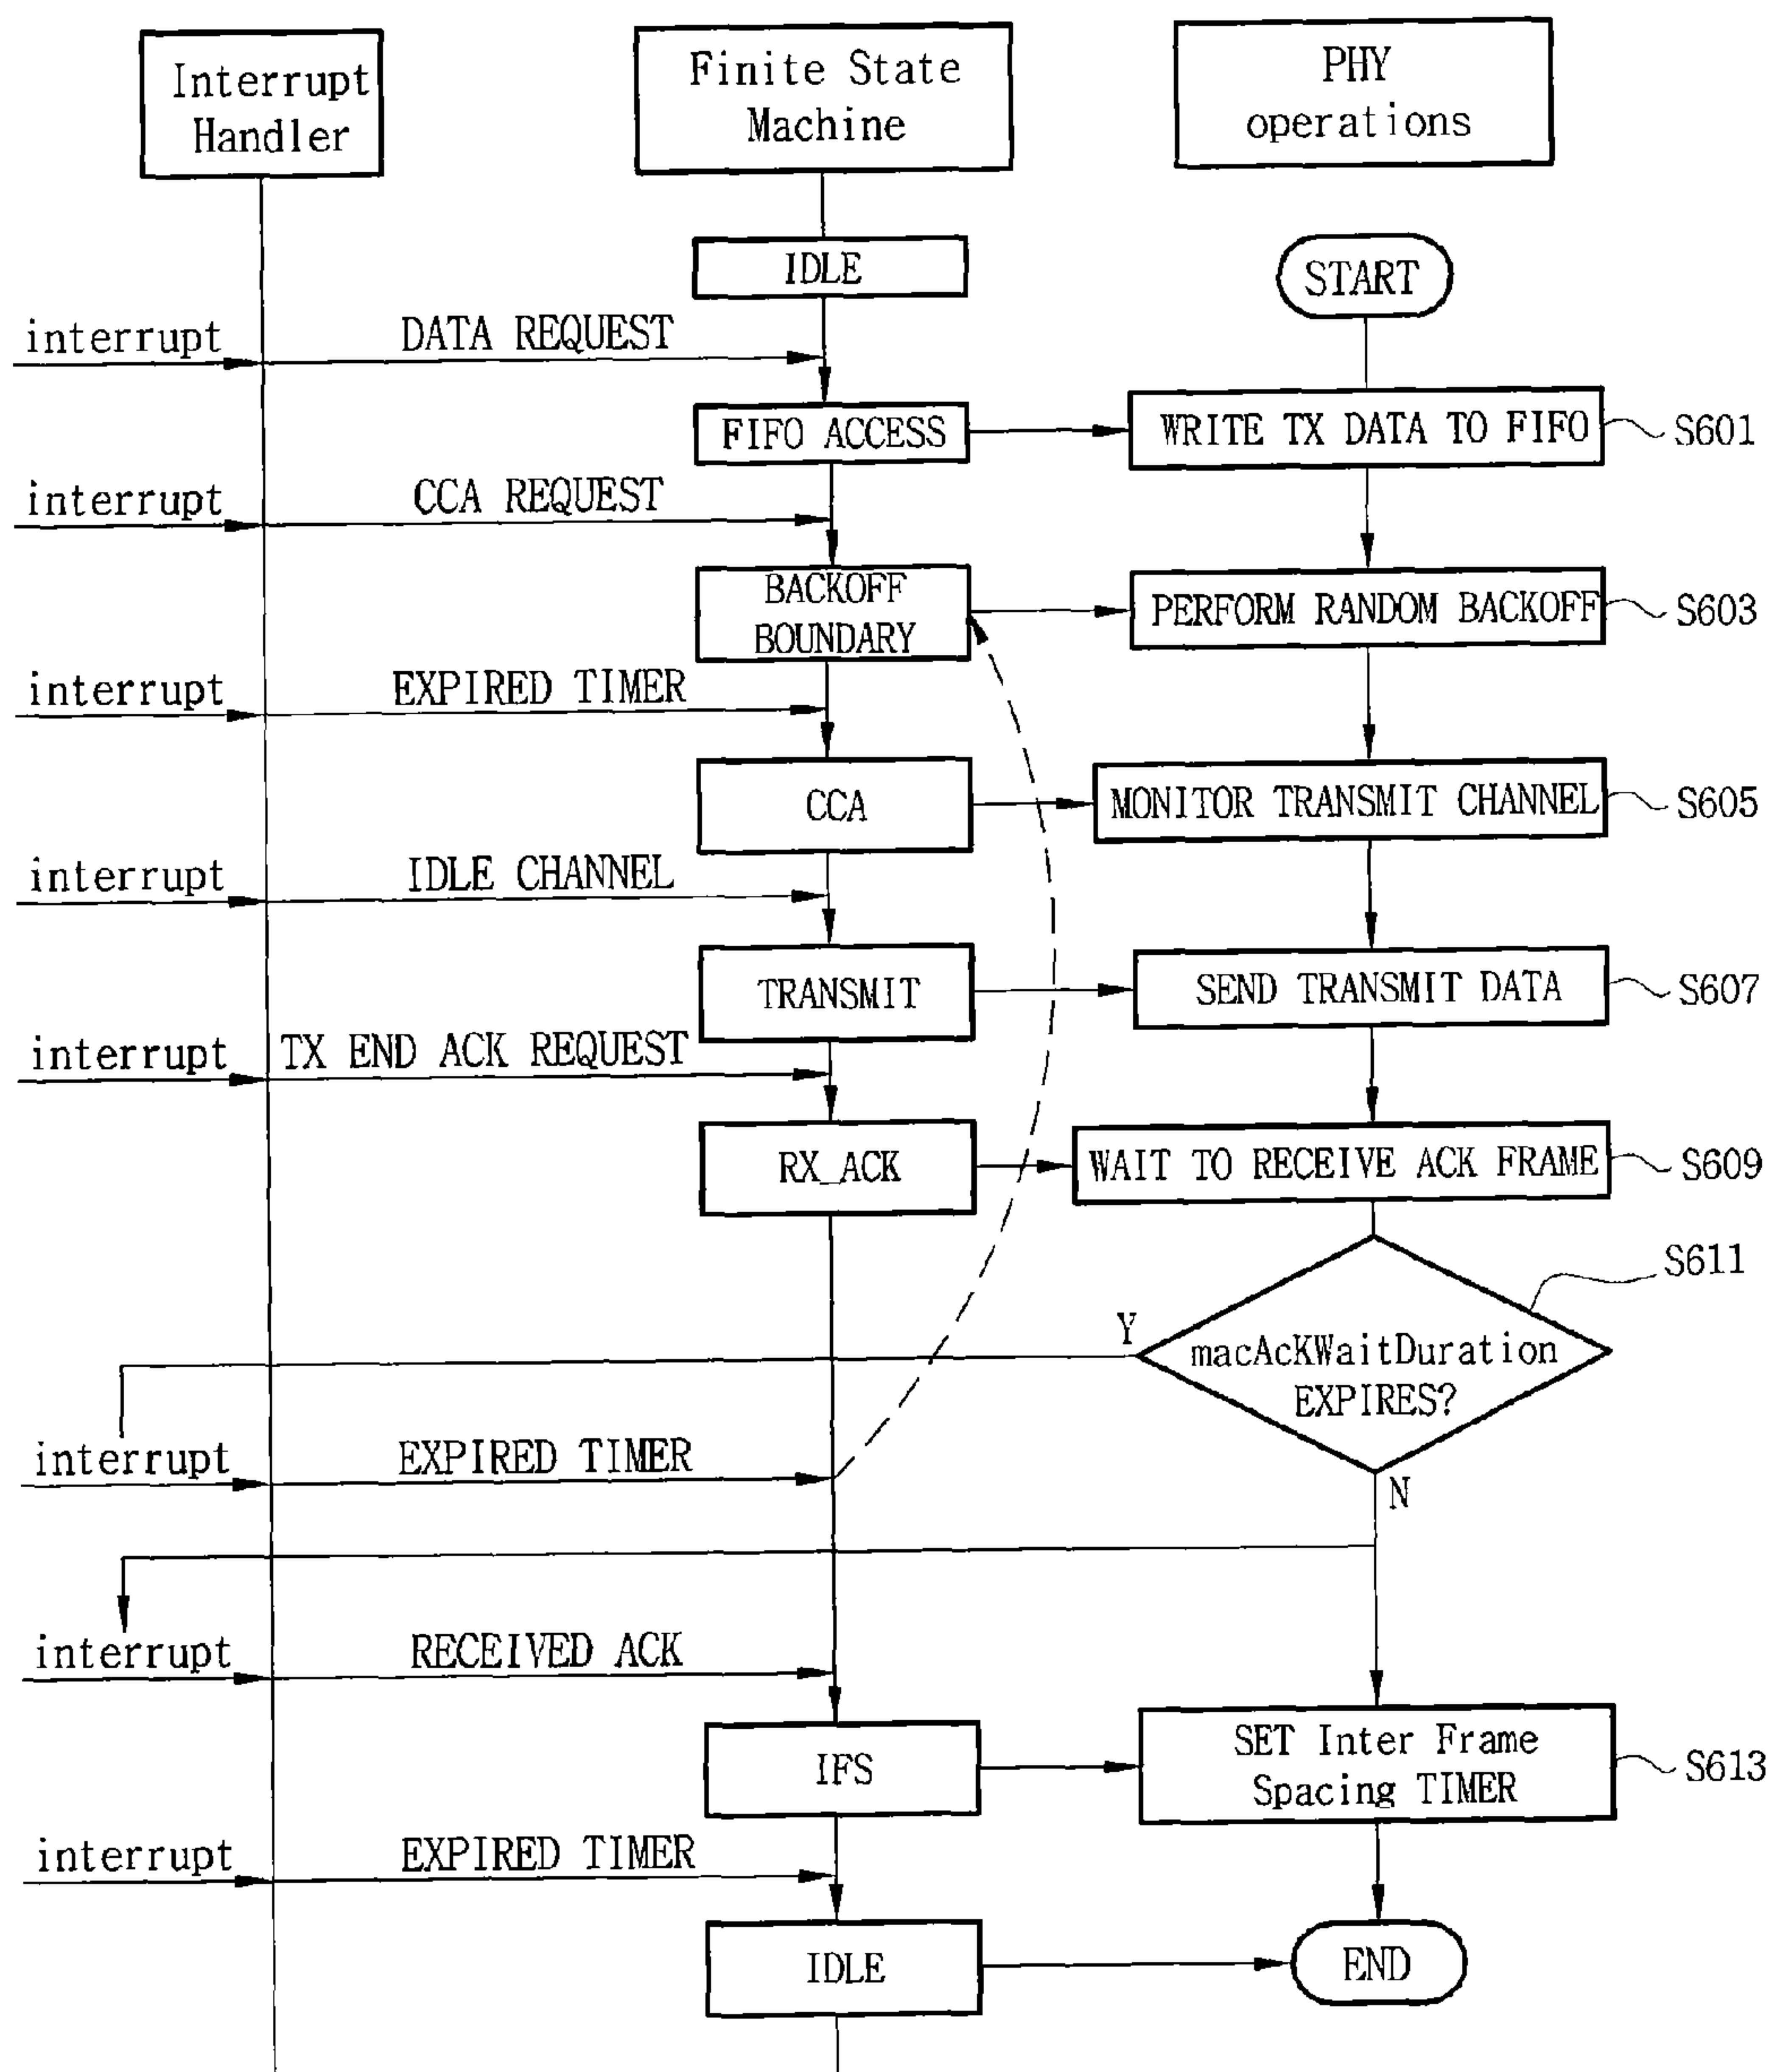 Interrupt
Handler
Finite State
Machine
PHY
operations
IDLE
START
interrupt
DATA REQUEST
FIFO ACCESS
WRITE TX DATA TO FIFO
S601
interrupt
CCA REQUEST
BACKOFF
BOUNDARY
PERFORM RANDOM BACKOFF
S603
interrupt
EXPIRED TIMER
CCA
MONITOR TRANSMIT CHANNEL
S605
interrupt
IDLE CHANNEL
TRANSMIT
SEND TRANSMIT DATA
S607
interrupt
TX END ACK REQUEST
RX_ACK
WAIT TO RECEIVE ACK FRAME
S609
S611
Y
macAcKWaitDuration
EXPIRES?
interrupt
EXPIRED TIMER
N
interrupt
RECEIVED ACK
IFS
SET Inter Frame
Spacing TIMER
S613
interrupt
EXPIRED TIMER
IDLE
END